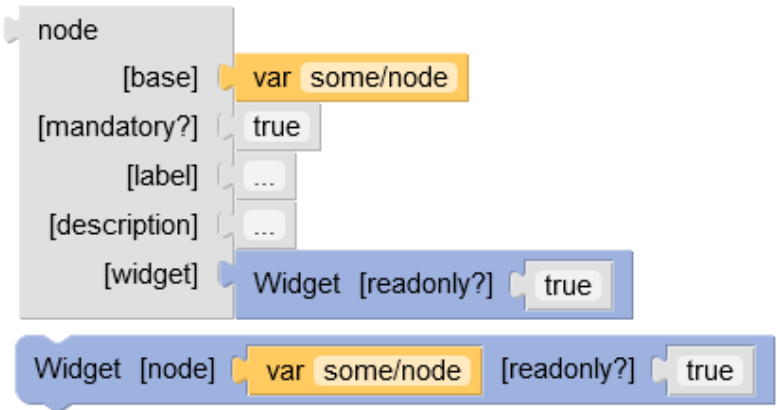 node
[base] var some/node
[mandatory?] true
[label] ...
[description] ...
[widget] Widget [readonly?] true
Widget [node] var some/node [readonly?] true